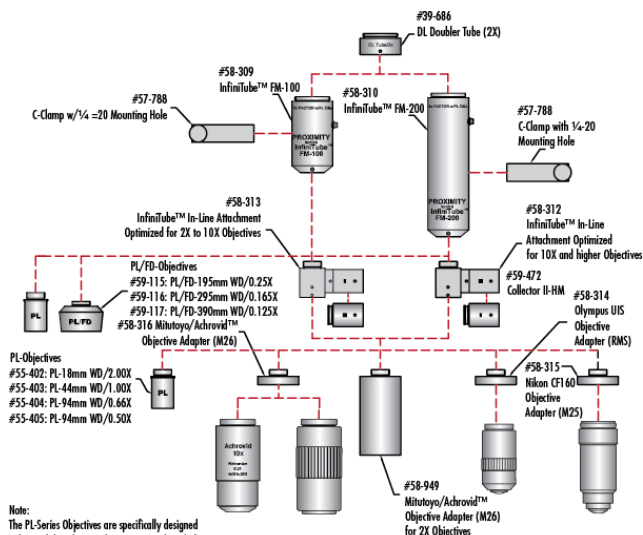 #39-686
DL Doubler Tube (2X)
DL Tube/2x
#58-309
InfiniTube™ FM-100
#58-310
InfiniTube™ FM-200
#57-788
C-Clamp w/¼ =20 Mounting Hole
PROXIMITY
InfiniTube
FM-100
#57-788
C-Clamp with ¼-20
Mounting Hole
PROXIMITY
InfiniTube
FM-200
#58-313
InfiniTube™ In-Line Attachment
Optimized for 2X to 10X Objectives
#58-312
InfiniTube™ In-Line
Attachment Optimized
for 10X and higher Objectives
#59-472
Collector II-HM
PL
PL/FD
PL/FD-Objectives
#59-115: PL/FD-195mm WD/0.25X
#59-116: PL/FD-295mm WD/0.165X
#59-117: PL/FD-390mm WD/0.125X
#58-316 Mitutoyo/Achrovid™
Objective Adapter (M26)
#58-314
Olympus UIS
Objective
Adapter (RMS)
#58-315
Nikon CF160
Objective
Adapter (M25)
PL-Objectives
#55-402: PL-18mm WD/2.00X
#55-403: PL-44mm WD/1.00X
#55-404: PL-94mm WD/0.66X
#55-405: PL-94mm WD/0.50X
PL
Achrovid
10x
#58-949
Mitutoyo/Achrovid™
Objective Adapter (M26)
for 2X Objectives
Note:
The PL-Series Objectives are specifically designed